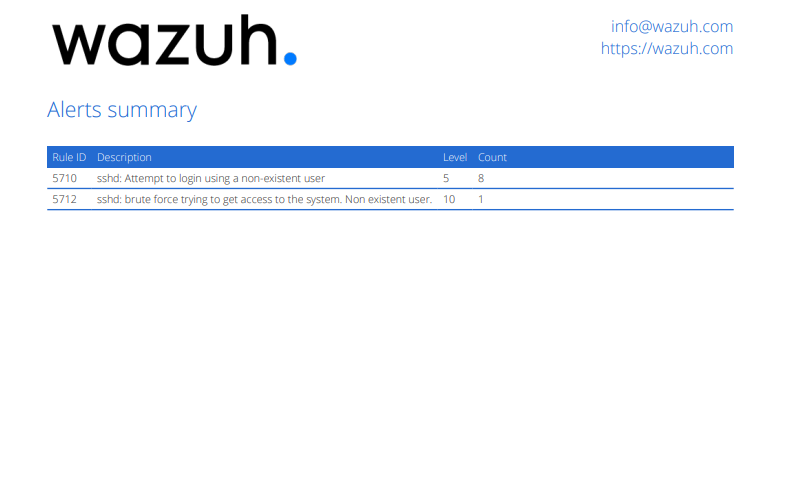 wazuh.
info@wazuh.com
https://wazuh.com
Alerts summary
Rule ID Description Level Count
5710 sshd: Attempt to login using a non-existent user 5 8
5712 sshd: brute force trying to get access to the system. Non existent user. 10 1